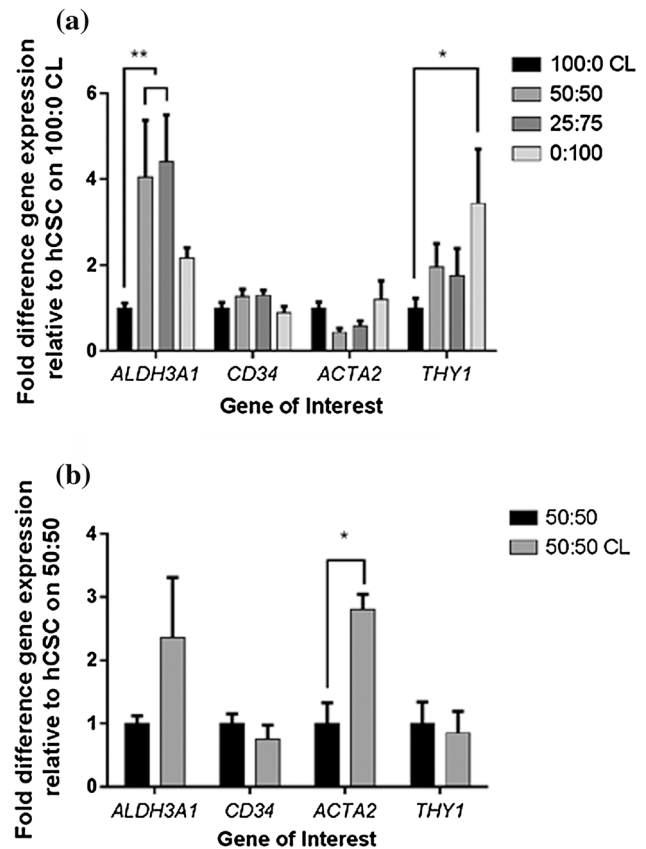 (a)
Fold difference gene expression
relative to hCSC on 100:0 CL
6
4
2
0
**
*
100:0 CL
50:50
25:75
0:100
ALDH3A1
CD34
ACTA2
THY1
Gene of Interest
(b)
Fold difference gene expression
relative to hCSC on 50:50
4
3
2
1
0
*
50:50
50:50 CL
ALDH3A1
CD34
ACTA2
THY1
Gene of Interest